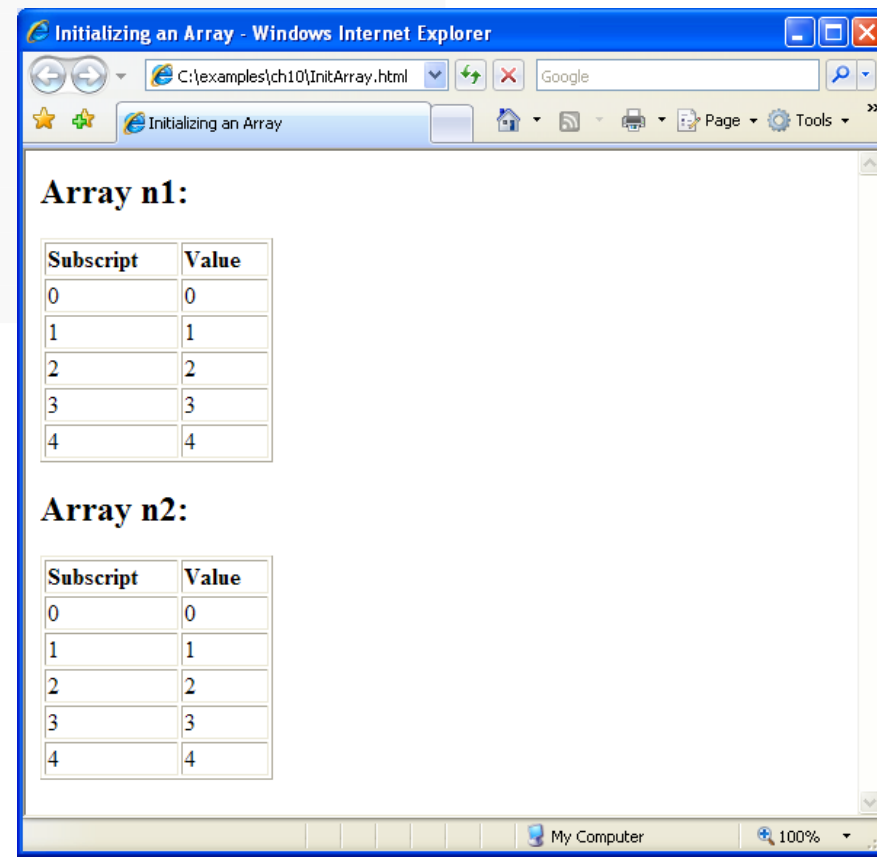 Initializing an Array - Windows Internet Explorer
C:\examples\ch10\InitArray.html
Google
Initializing an Array
Page
Tools
»
Array n1:
Subscript Value
0 0
1 1
2 2
3 3
4 4
Array n2:
Subscript Value
0 0
1 1
2 2
3 3
4 4
My Computer
100%